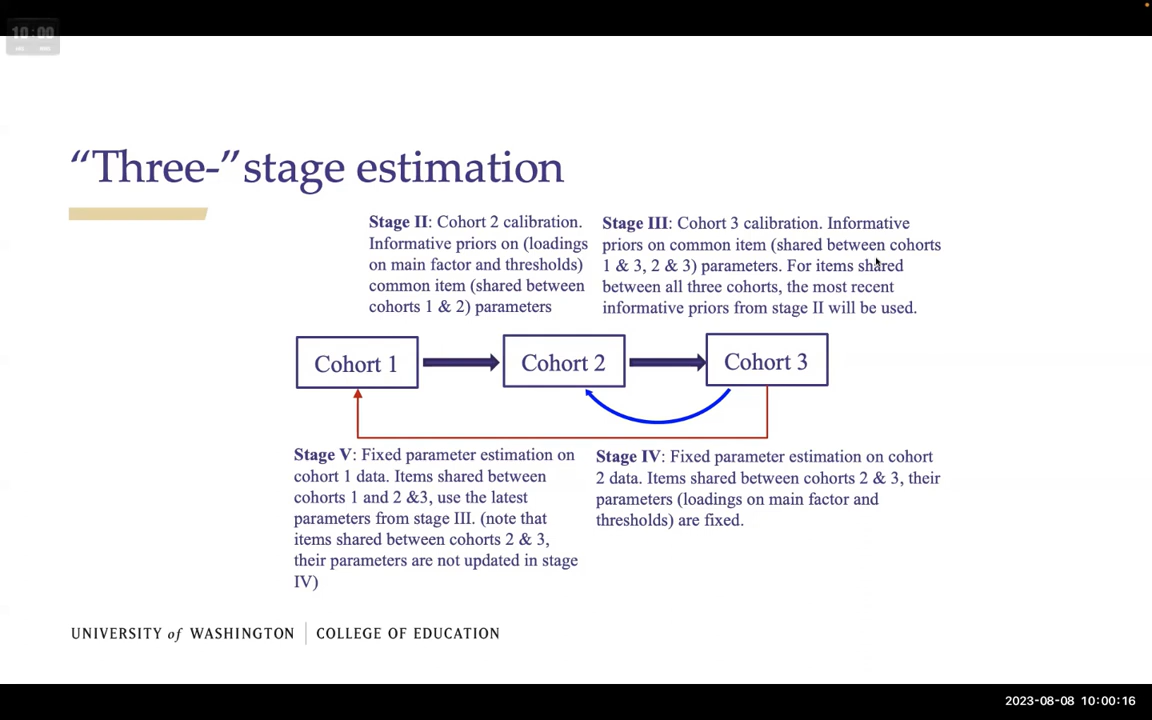 10:00
“Three-”stage estimation
Stage II: Cohort 2 calibration.
Informative priors on (loadings
on main factor and thresholds)
common item (shared between
cohorts 1 & 2) parameters
Stage III: Cohort 3 calibration. Informative
priors on common item (shared between cohorts
1 & 3, 2 & 3) parameters. For items shared
between all three cohorts, the most recent
informative priors from stage II will be used.
Cohort 1
Cohort 2
Cohort 3
Stage V: Fixed parameter estimation on
cohort 1 data. Items shared between
cohorts 1 and 2 &3, use the latest
parameters from stage III. (note that
items shared between cohorts 2 & 3,
their parameters are not updated in stage
IV)
Stage IV: Fixed parameter estimation on cohort
2 data. Items shared between cohorts 2 & 3, their
parameters (loadings on main factor and
thresholds) are fixed.
UNIVERSITY of WASHINGTON | COLLEGE OF EDUCATION
2023-08-08 10:00:16